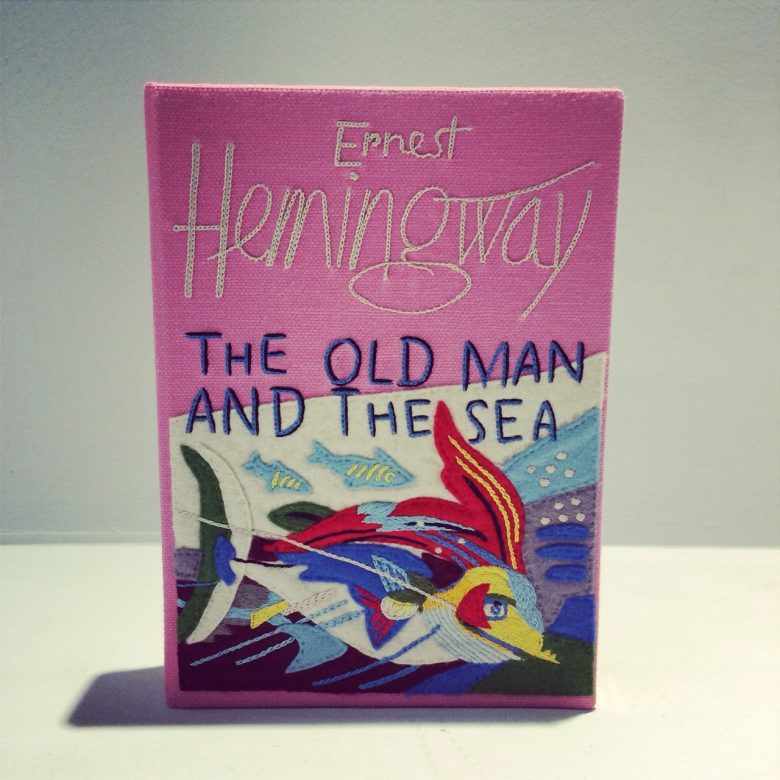 Ernest
Hemingway
THE OLD MAN
AND THE SEA